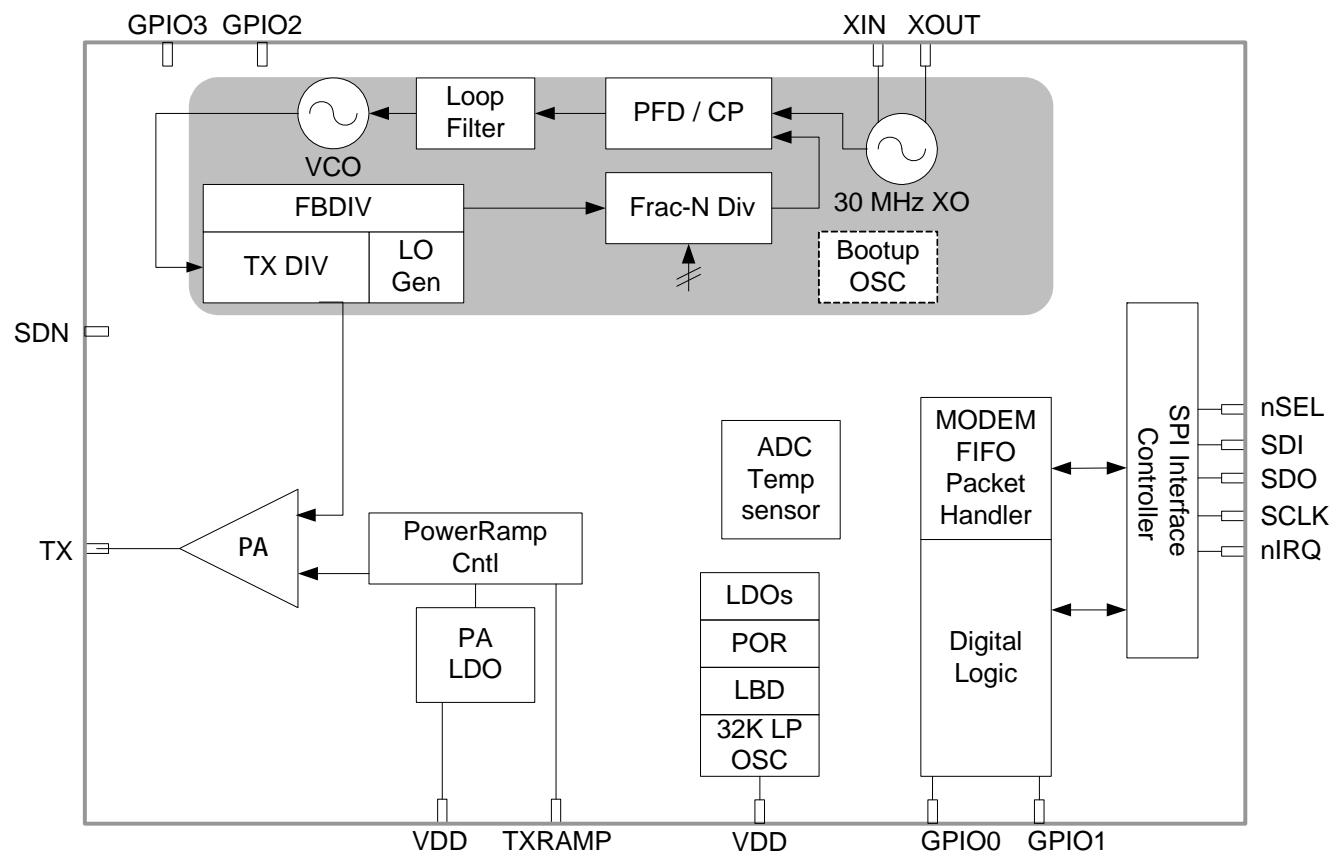 GPIO3 GPIO2
XIN XOUT
Loop
Filter
PFD / CP
VCO
30 MHz XO
FBDIV
TX DIV
LO
Gen
Frac-N Div
Bootup
OSC
SDN
TX
PA
PowerRamp
Cntl
PA
LDO
ADC
Temp
sensor
LDOs
POR
LBD
32K LP
OSC
MODEM
FIFO
Packet
Handler
Digital
Logic
SPI Interface
Controller
nSEL
SDI
SDO
SCLK
nIRQ
VDD
TXRAMP
VDD
GPIO0
GPIO1